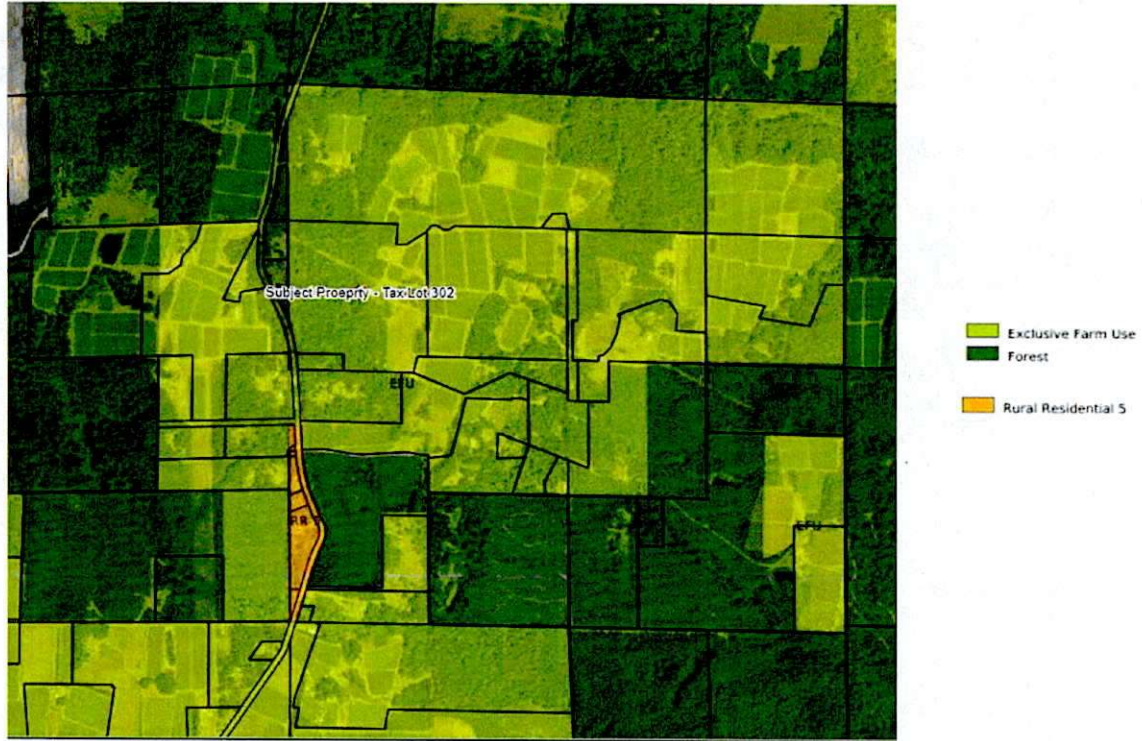 Subject Proeprty - Tax Lot 302
EFU
RR
EFU
Exclusive Farm Use
Forest
Rural Residential 5